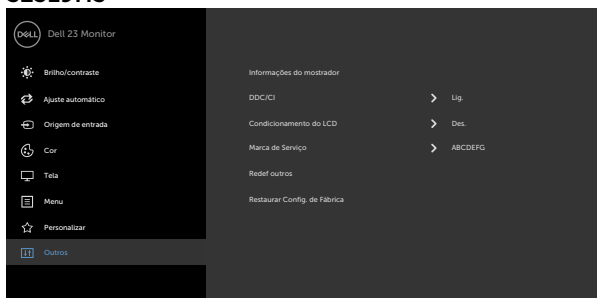 DELL Dell 23 Monitor
Brilho/contraste
Informações do mostrador
Ajuste automático
DDC/CI > Lig.
Origem de entrada
Condicionamento do LCD > Des.
Cor
Marca de Serviço > ABCDEFG
Tela
Redef outros
Menu
Restaurar Config. de Fábrica
Personalizar
Outros